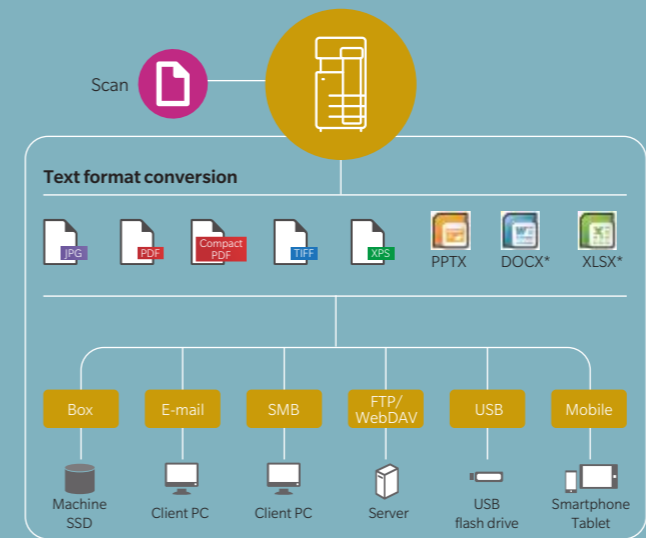 Scan
Text format conversion
JPG
PDF
Compact
PDF
TIFF
XPS
PPTX
DOCX*
XLSX*
Box
E-mail
SMB
FTP/
WebDAV
USB
Mobile
Machine
SSD
Client PC
Client PC
Server
USB
flash drive
Smartphone
Tablet